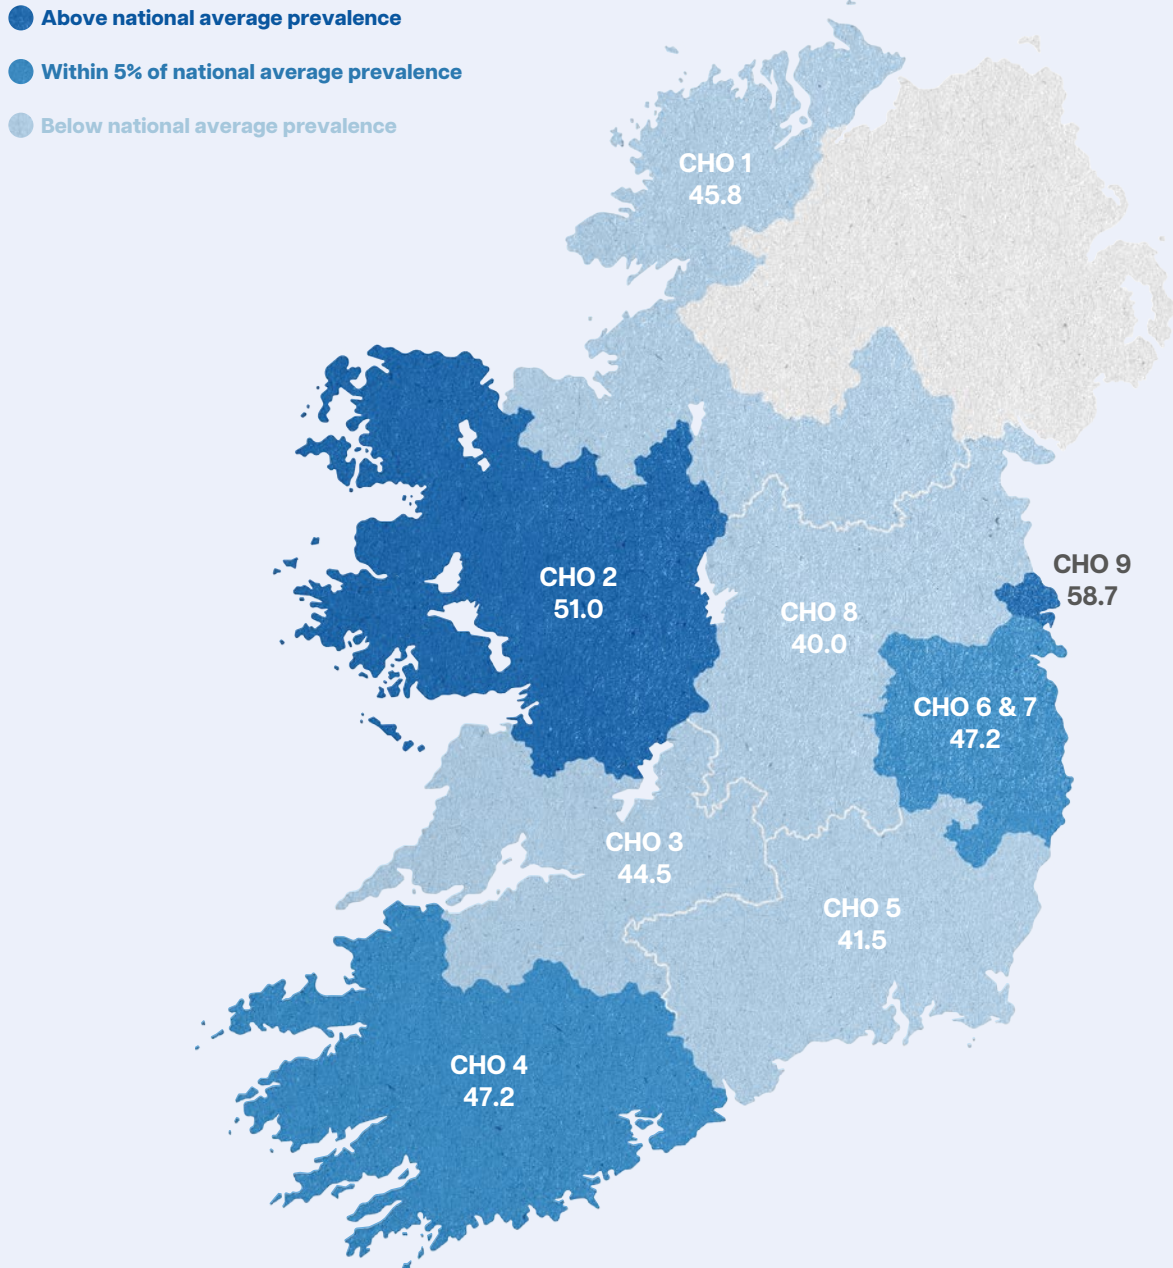 Above national average prevalence
Within 5% of national average prevalence
Below national average prevalence
CHO 1
45.8
CHO 2
51.0
CHO 9
58.7
CHO 8
40.0
CHO 6 & 7
47.2
CHO 3
44.5
CHO 5
41.5
CHO 4
47.2